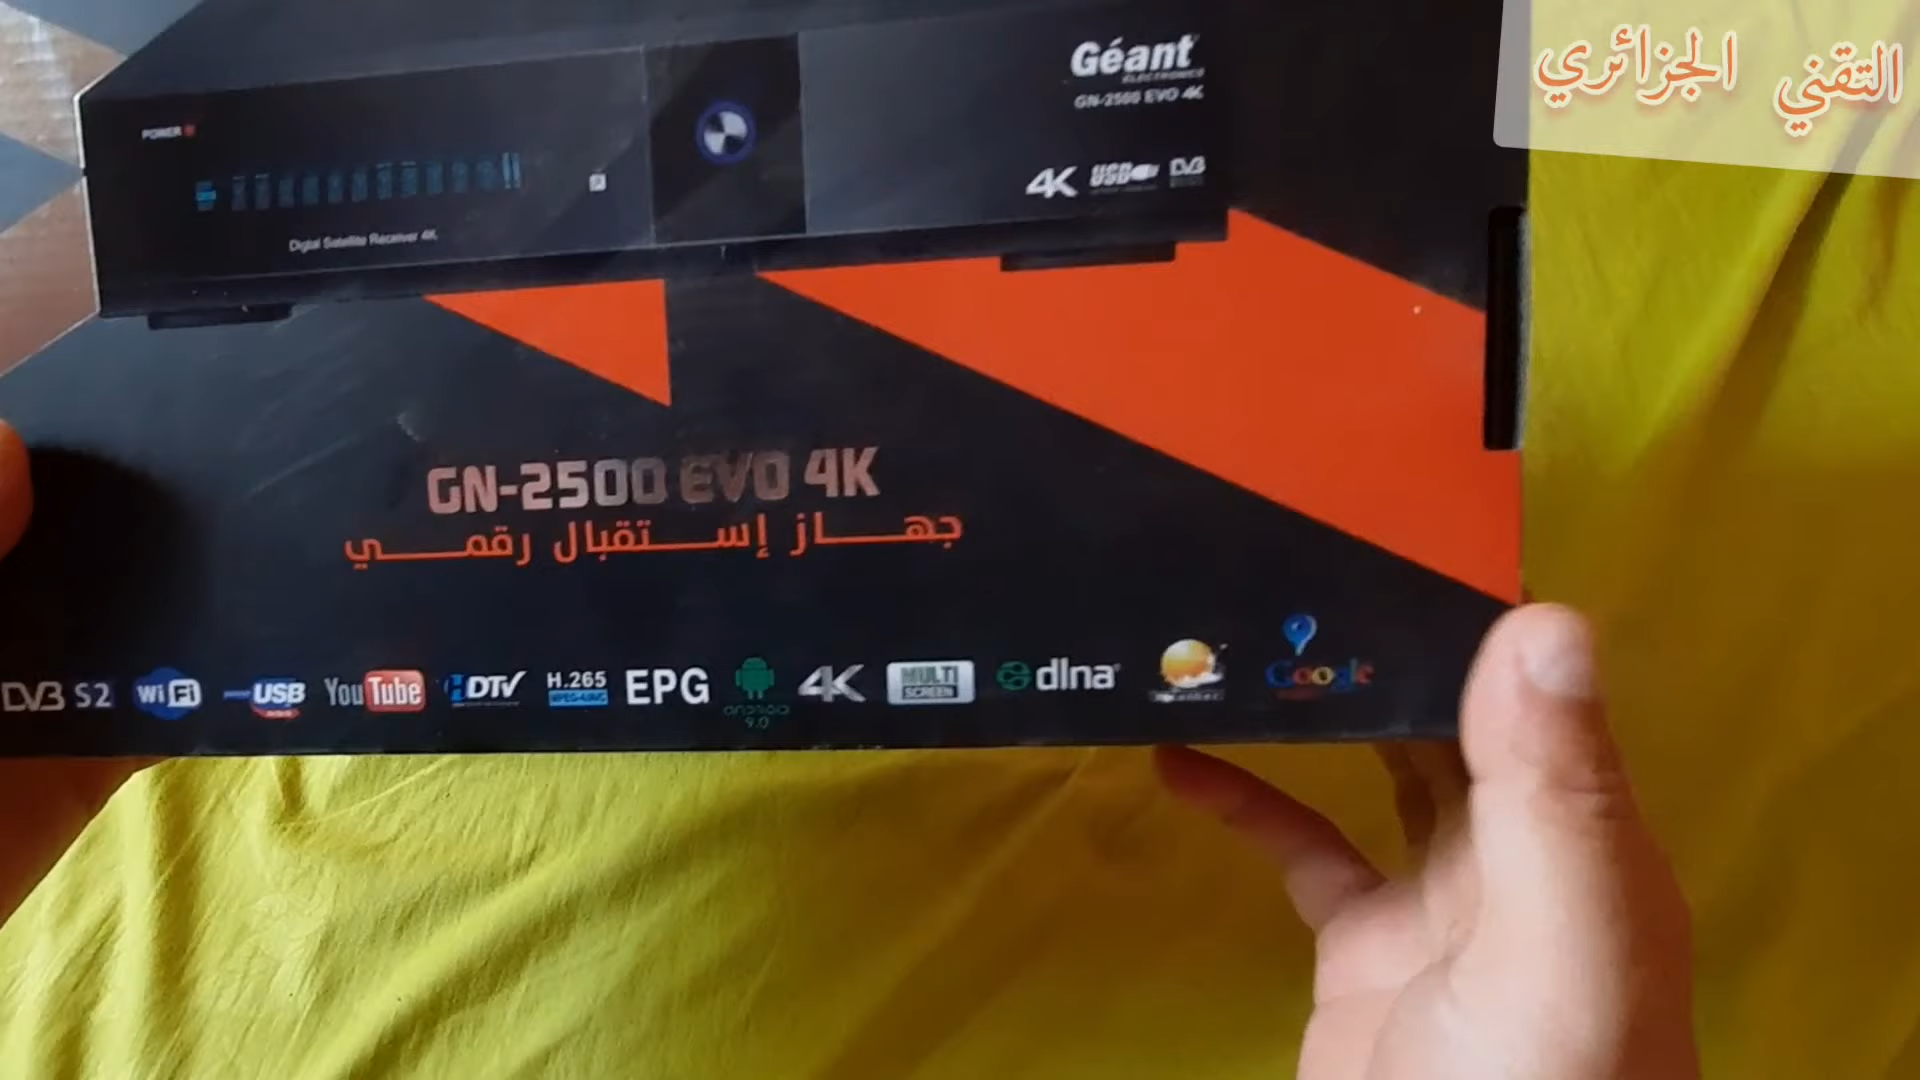 التقني الجزائري
Géant
ELECTRONICS
GN-2500 EVO 4K
POWER
4K USB DVB
Digital Satellite Receiver 4K
GN-2500 EVO 4K
جهاز إستقبال رقمي
DVB S2 WiFi USB YouTube HDTV H.265 EPG ANDROID 9.0 4K MULTI SCREEN dlna Google